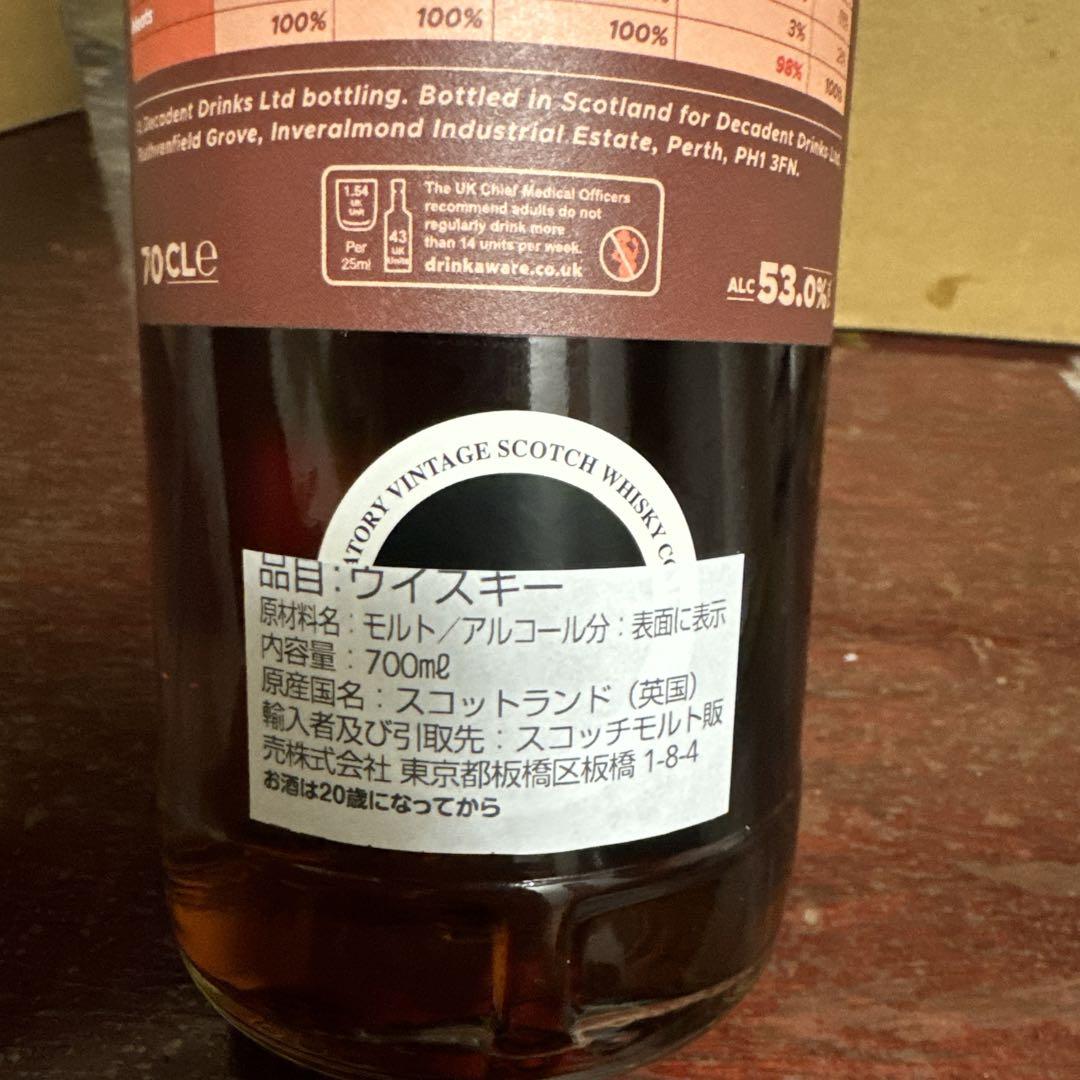 100% 100% 100% 3%
98% 100%
Decadent Drinks Ltd bottling. Bottled in Scotland for Decadent Drinks Ltd,
Grove, Inveralmond Industrial Estate, Perth, PH1 3FN.
1.54
UK
Unit
Per
25ml
43
UK
Units
The UK Chief Medical Officers
recommend adults do not
regularly drink more
than 14 units per week.
drinkaware.co.uk
70CLe
ALC 53.0%
VINTAGE SCOTCH WHISKY
品目:ウイスキー
原材料名:モルト/アルコール分:表面に表示
内容量:700mℓ
原産国名:スコットランド(英国)
輸入者及び引取先:スコッチモルト販
売株式会社 東京都板橋区板橋 1-8-4
お酒は20歳になってから